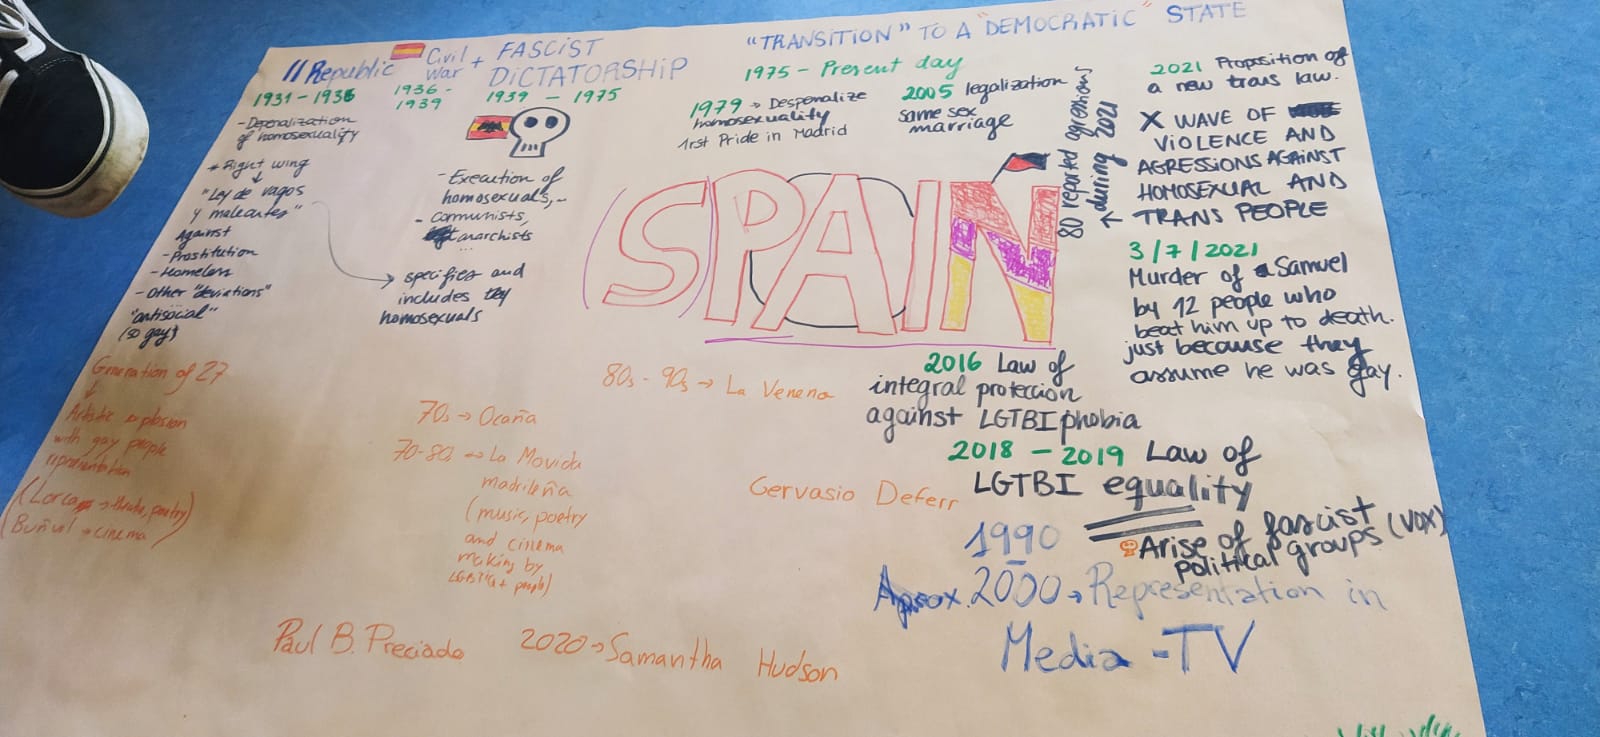 II Republic
1931 - 1936
- Depenalization
of homosexuality
+ Right wing
"Ley de vagos
y maleantes"
Against
- Prostitution
- Homeless
- Other "deviations"
"antisocial"
(so gay)
Generation of 27
Artistic explosion
with gay people
representation
(Lorca → theatre, poetry)
(Buñuel → cinema)
Civil
War
1936 -
1939
+ FASCIST
DICTATORSHIP
1939 - 1975
- Execution of
homosexuals,
- communists,
anarchists
...
specifies and
includes
homosexuals
70s → Ocaña
70-80s → La Movida
madrileña
(music, poetry
and cinema
making by
LGBTIQ+ people)
"TRANSITION" TO A "DEMOCRATIC" STATE
1975 - Present day
1979 → Despenalize
homosexuality
1rst Pride in Madrid
2005 legalization
same sex
marriage
80 reported agressions
← during 2021
2021 Proposition of
a new trans law.
X WAVE OF
VIOLENCE AND
AGRESSIONS AGAINST
HOMOSEXUAL AND
TRANS PEOPLE
3/7/2021
Murder of Samuel
by 12 people who
beat him up to death.
just because they
assume he was gay.
SPAIN
80s - 90s → La Veneno
2016 Law of
integral proteccion
against LGTBI phobia
2018 - 2019 Law of
LGTBI equality
Gervasio Deferr
Arise of fascist
political groups (VOX)
1990
Aprox. 2000 → Representation in
Media - TV
Paul B. Preciado
2020 → Samantha Hudson